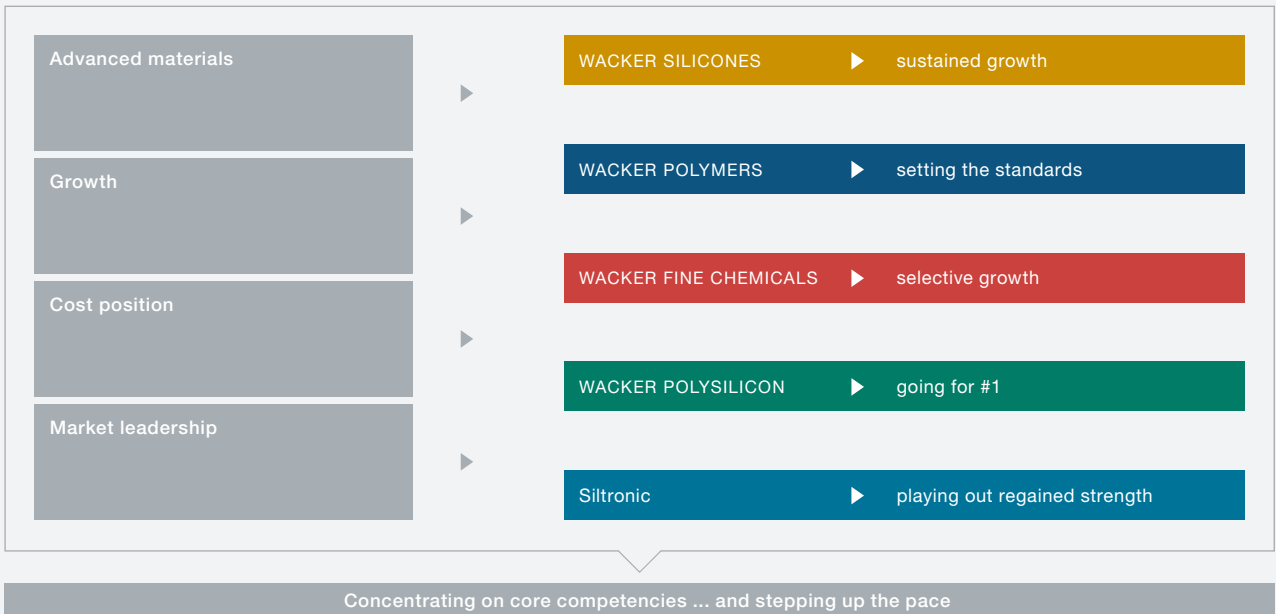 Advanced materials
Growth
Cost position
Market leadership
WACKER SILICONES sustained growth
WACKER POLYMERS setting the standards
WACKER FINE CHEMICALS selective growth
WACKER POLYSILICON going for #1
Siltronic playing out regained strength
Concentrating on core competencies ... and stepping up the pace